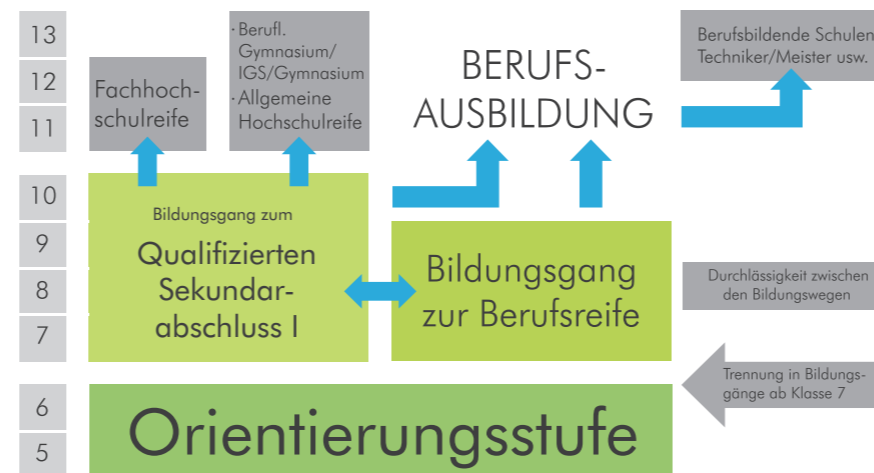 13
12
11
10
9
8
7
6
5
Fachhoch-
schulreife
· Berufl.
Gymnasium/
IGS/Gymnasium
· Allgemeine
Hochschulreife
BERUFS-
AUSBILDUNG
Berufsbildende Schulen
Techniker/Meister usw.
Bildungsgang zum
Qualifizierten
Sekundar-
abschluss I
Bildungsgang
zur Berufsreife
Durchlässigkeit zwischen
den Bildungswegen
Trennung in Bildungs-
gänge ab Klasse 7
Orientierungsstufe